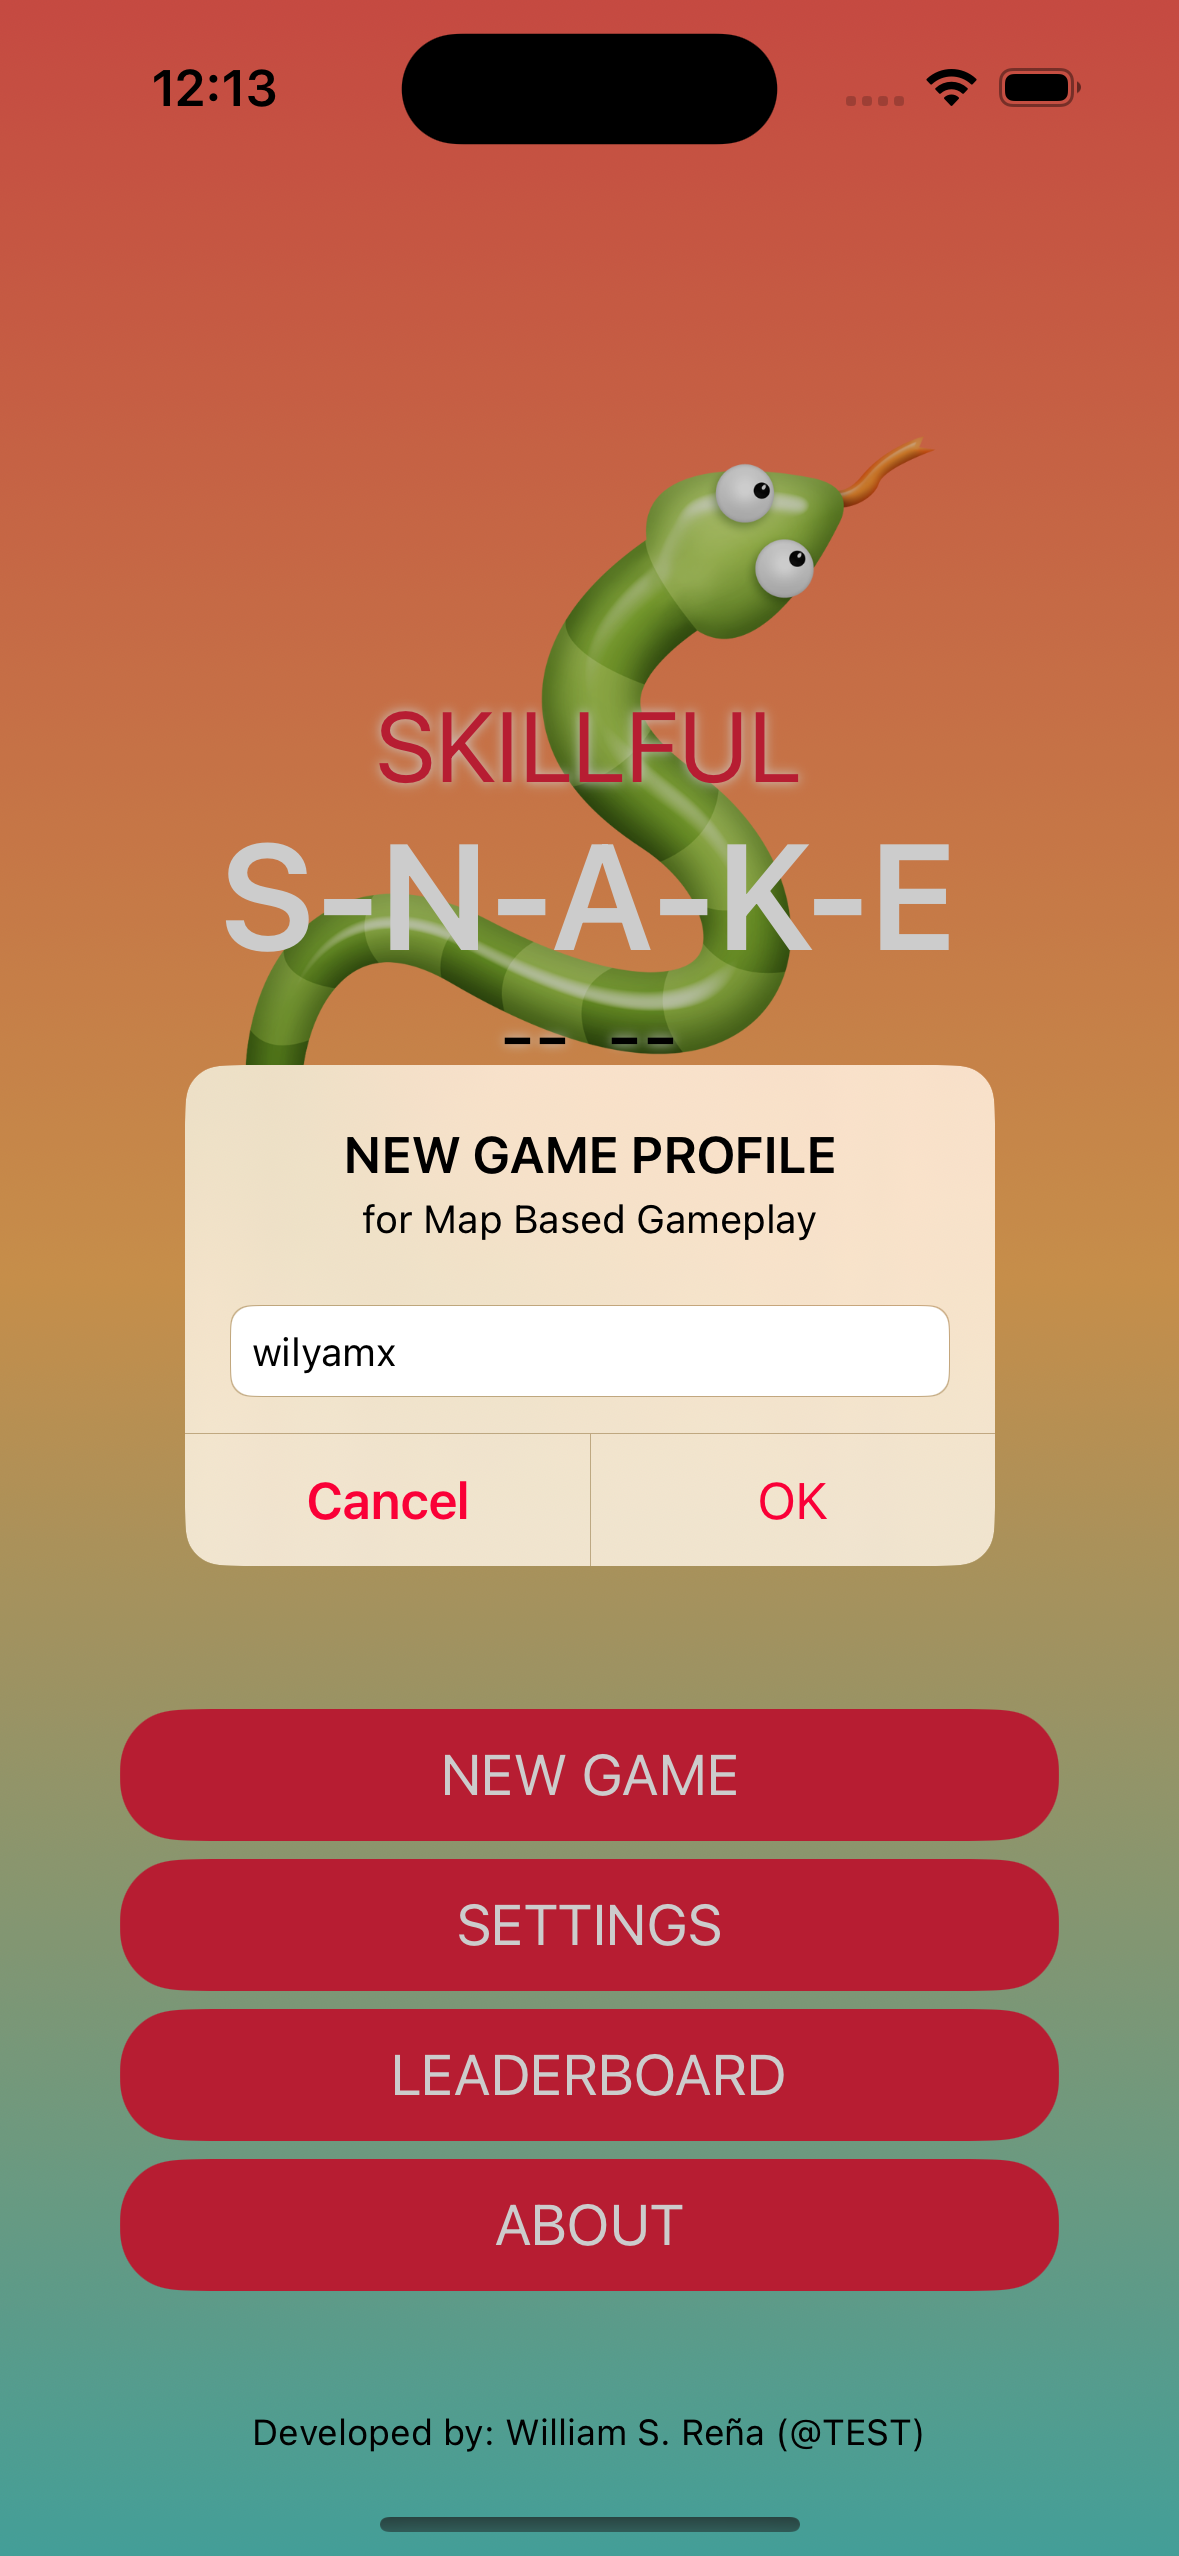 12:13
SKILLFUL
S-N-A-K-E
-- --
NEW GAME PROFILE
for Map Based Gameplay
wilyamx
Cancel
OK
NEW GAME
SETTINGS
LEADERBOARD
ABOUT
Developed by: William S. Reña (@TEST)